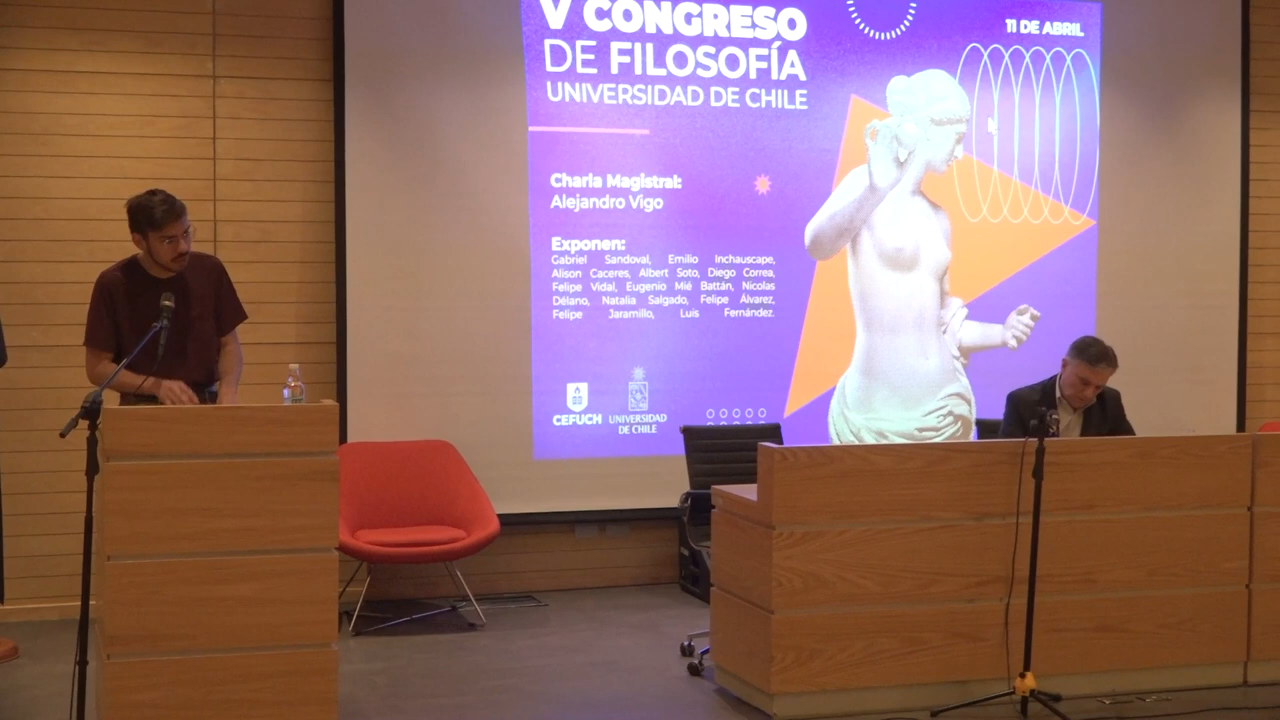 V CONGRESO
DE FILOSOFÍA
UNIVERSIDAD DE CHILE
11 DE ABRIL
Charla Magistral:
Alejandro Vigo
Exponen:
Gabriel Sandoval, Emilio Inchauscape,
Alison Caceres, Albert Soto, Diego Correa,
Felipe Vidal, Eugenio Mié Battán, Nicolas
Délano, Natalia Salgado, Felipe Álvarez,
Felipe Jaramillo, Luis Fernández.
CEFUCH
UNIVERSIDAD
DE CHILE